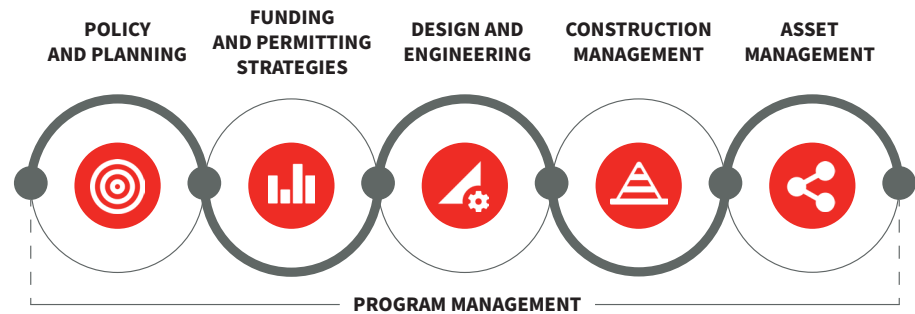 POLICY
AND PLANNING
FUNDING
AND PERMITTING
STRATEGIES
DESIGN AND
ENGINEERING
CONSTRUCTION
MANAGEMENT
ASSET
MANAGEMENT
PROGRAM MANAGEMENT